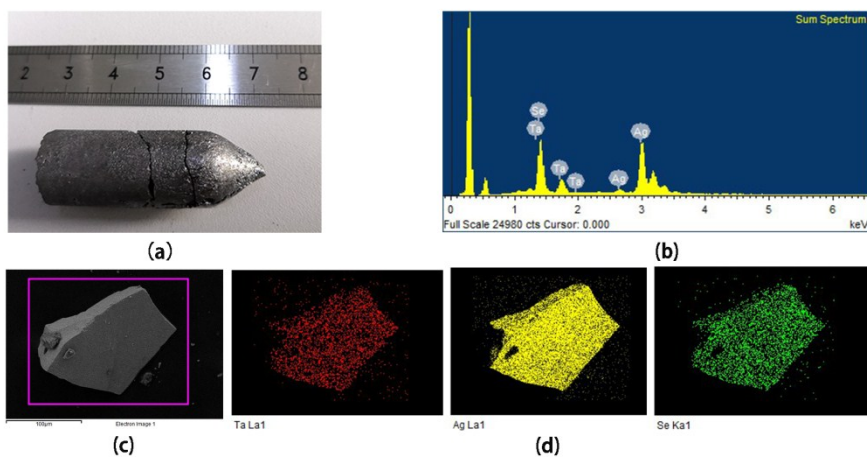 2 3 4 5 6 7 8
(a)
Sum Spectrum
Se
Ta
Ta
Ta
Ag
Ag
0 1 2 3 4 5 6
Full Scale 24980 cts Cursor: 0.000 keV
(b)
100µm Electron Image 1
(c)
Ta La1
Ag La1
Se Ka1
(d)